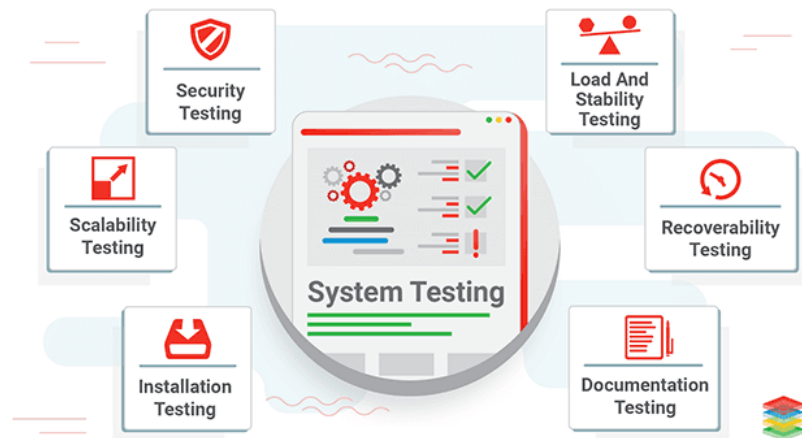 Security
Testing
Load And
Stability
Testing
Scalability
Testing
Recoverability
Testing
System Testing
Installation
Testing
Documentation
Testing